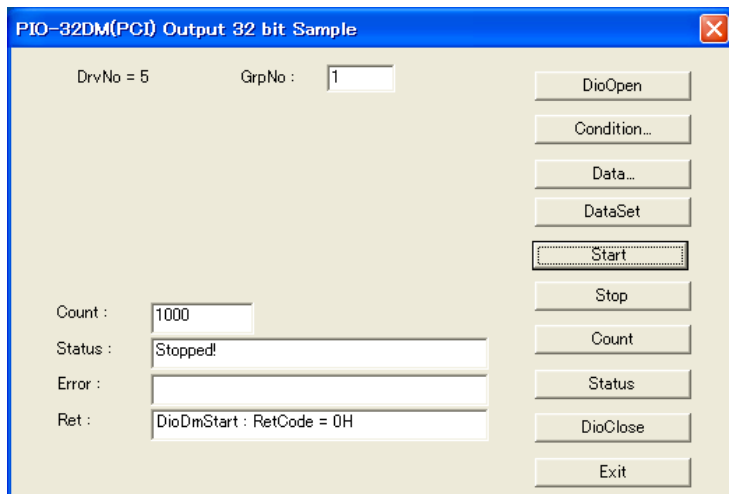 PIO-32DM(PCI) Output 32 bit Sample
DrvNo = 5
GrpNo :
1
DioOpen
Condition...
Data...
DataSet
Start
Stop
Count :
1000
Count
Status :
Stopped!
Status
Error :
Ret :
DioDmStart : RetCode = 0H
DioClose
Exit